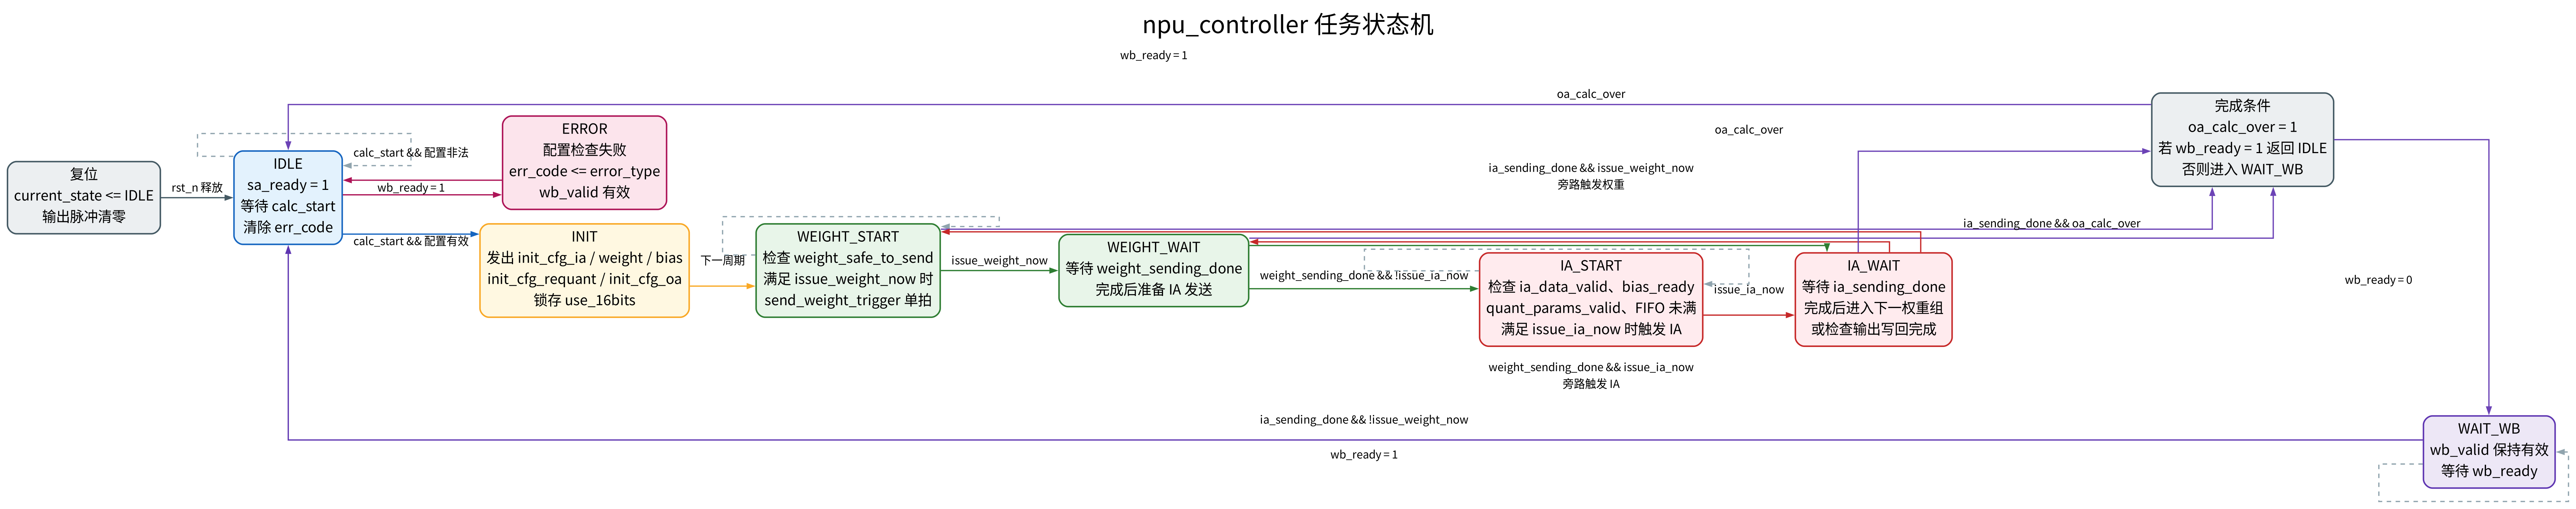 npu_controller 任务状态机
wb_ready = 1
oa_calc_over
oa_calc_over
复位
current_state <= IDLE
输出脉冲清零
rst_n 释放
IDLE
sa_ready = 1
等待 calc_start
清除 err_code
calc_start && 配置非法
wb_ready = 1
calc_start && 配置有效
ERROR
配置检查失败
err_code <= error_type
wb_valid 有效
INIT
发出 init_cfg_ia / weight / bias
init_cfg_requant / init_cfg_oa
锁存 use_16bits
下一周期
WEIGHT_START
检查 weight_safe_to_send
满足 issue_weight_now 时
send_weight_trigger 单拍
issue_weight_now
WEIGHT_WAIT
等待 weight_sending_done
完成后准备 IA 发送
weight_sending_done && !issue_ia_now
ia_sending_done && issue_weight_now
旁路触发权重
IA_START
检查 ia_data_valid、bias_ready
quant_params_valid、FIFO 未满
满足 issue_ia_now 时触发 IA
issue_ia_now
IA_WAIT
等待 ia_sending_done
完成后进入下一权重组
或检查输出写回完成
ia_sending_done && oa_calc_over
完成条件
oa_calc_over = 1
若 wb_ready = 1 返回 IDLE
否则进入 WAIT_WB
wb_ready = 0
weight_sending_done && issue_ia_now
旁路触发 IA
ia_sending_done && !issue_weight_now
wb_ready = 1
WAIT_WB
wb_valid 保持有效
等待 wb_ready